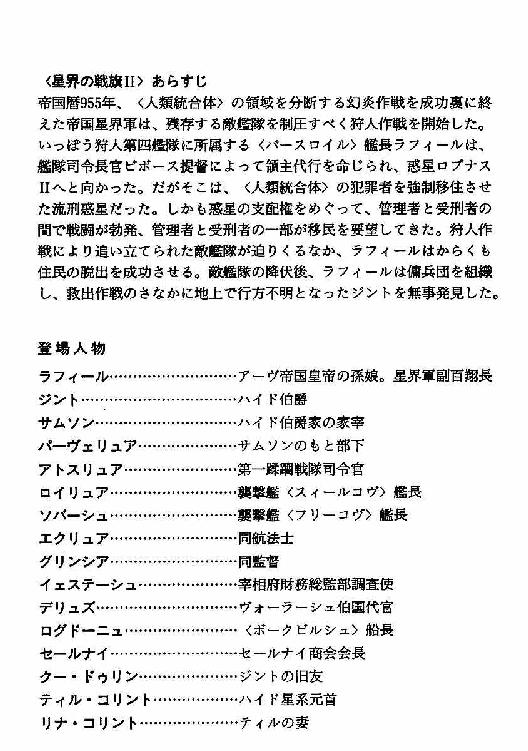 〈星界の戦旗II〉あらすじ
帝国暦955年、〈人類統合体〉の領域を分断する幻炎作戦を成功裏に終
えた帝国星界軍は、残存する敵艦隊を制圧すべく狩人作戦を開始した。
いっぽう狩人第四艦隊に所属する〈バースロイル〉艦長ラフィールは、
艦隊司令長官ビボース提督によって領主代行を命じられ、惑星ロブナス
IIへと向かった。だがそこは、〈人類統合体〉の犯罪者を強制移住させ
た流刑惑星だった。しかも惑星の支配権をめぐって、管理者と受刑者の
間で戦闘が勃発、管理者と受刑者の一部が移民を要望してきた。狩人作
戦により追い立てられた敵艦隊が迫りくるなか、ラフィールはからくも
住民の脱出を成功させる。敵艦隊の降伏後、ラフィールは傭兵団を組織
し、救出作戦のさなかに地上で行方不明となったジントを無事発見した。
登場人物
ラフィール…………………………アーヴ帝国皇帝の孫娘。星界軍副百翔長
ジント………………………………ハイド伯爵
サムソン……………………………ハイド伯爵家の家宰
パーヴェリュア……………………サムソンのもと部下
アトスリュア………………………第一蹂躙戦隊司令官
ロイリュア…………………………襲撃艦〈スィールコヴ〉艦長
ソバーシュ…………………………襲撃艦〈フリーコヴ〉艦長
エクリュア…………………………同航法士
グリンシア…………………………同監督
イェステーシュ……………………宰相府財務総監部調査使
デリュズ……………………………ヴォーラーシュ伯国代官
ログドーニュ………………………〈ボークビルシュ〉船長
セールナイ…………………………セールナイ商会会長
クー・ドゥリン……………………ジントの旧友
ティル・コリント…………………ハイド星系元首
リナ・コリント……………………ティルの妻